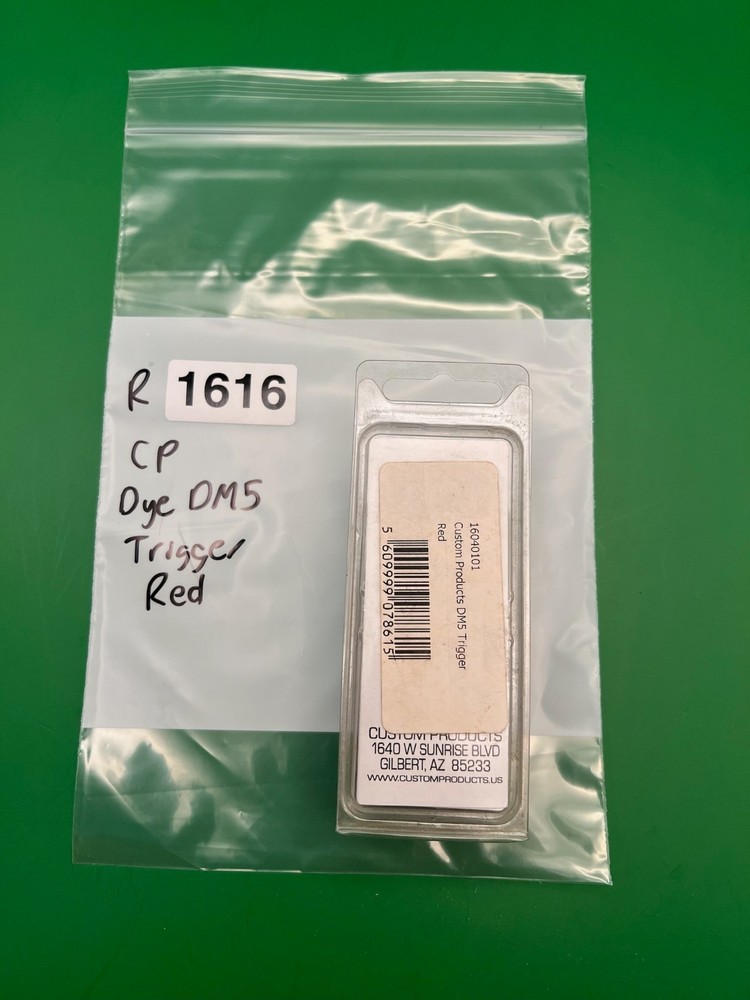 R 1616
CP
Dye DM5
Trigger
Red
16040101
Custom Products DM5 Trigger
Red
5 609999 078615
CUSTOM PRODUCTS
1640 W SUNRISE BLVD
GILBERT, AZ 85233
WWW.CUSTOMPRODUCTS.US